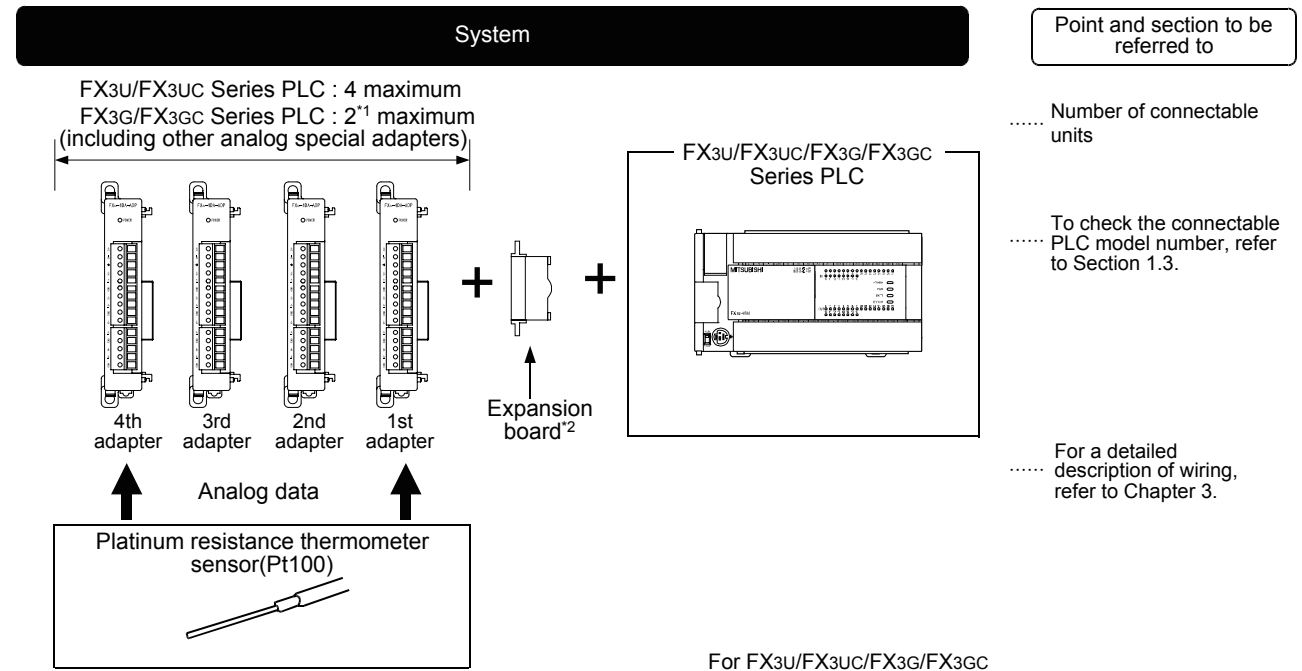 System
Point and section to be
referred to
FX3U/FX3UC Series PLC : 4 maximum
FX3G/FX3GC Series PLC : 2*1 maximum
(including other analog special adapters)
...... Number of connectable
units
FX3U/FX3UC/FX3G/FX3GC
Series PLC
...... To check the connectable
PLC model number, refer
to Section 1.3.
MITSUBISHI
POWER
POWER
POWER
POWER
+
+
4th
adapter
3rd
adapter
2nd
adapter
1st
adapter
Expansion
board*2
...... For a detailed
description of wiring,
refer to Chapter 3.
Analog data
Platinum resistance thermometer
sensor(Pt100)
For FX3U/FX3UC/FX3G/FX3GC